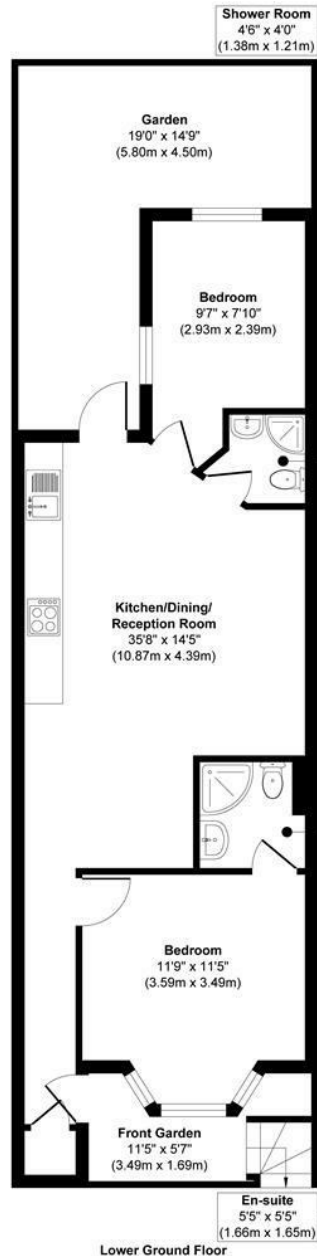 Shower Room
4'6" x 4'0"
(1.38m x 1.21m)
Garden
19'0" x 14'9"
(5.80m x 4.50m)
Bedroom
9'7" x 7'10"
(2.93m x 2.39m)
Kitchen/Dining/
Reception Room
35'8" x 14'5"
(10.87m x 4.39m)
Bedroom
11'9" x 11'5"
(3.59m x 3.49m)
Front Garden
11'5" x 5'7"
(3.49m x 1.69m)
En-suite
5'5" x 5'5"
(1.66m x 1.65m)
Lower Ground Floor